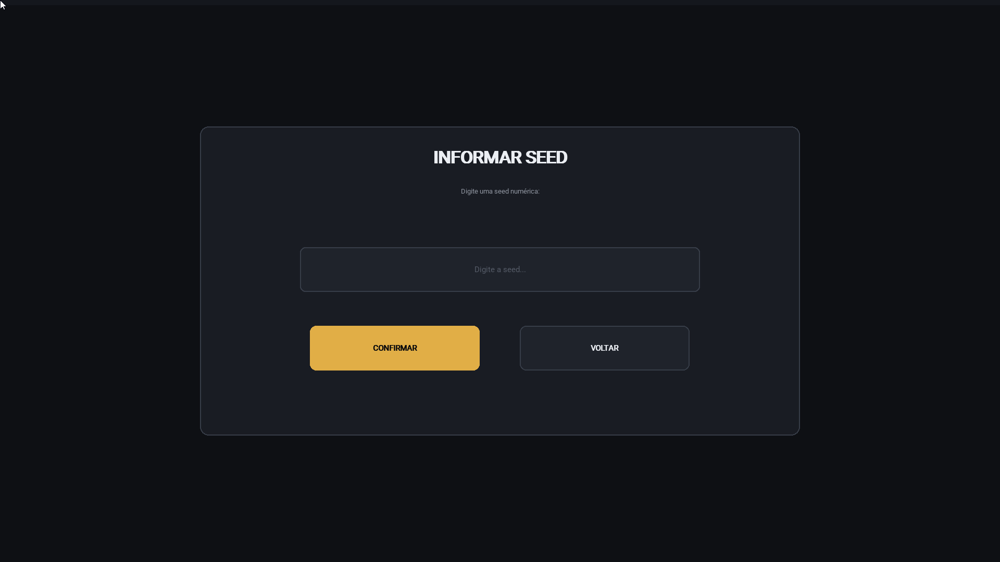 INFORMAR SEED
Digite uma seed numérica:
Digite a seed...
CONFIRMAR
VOLTAR